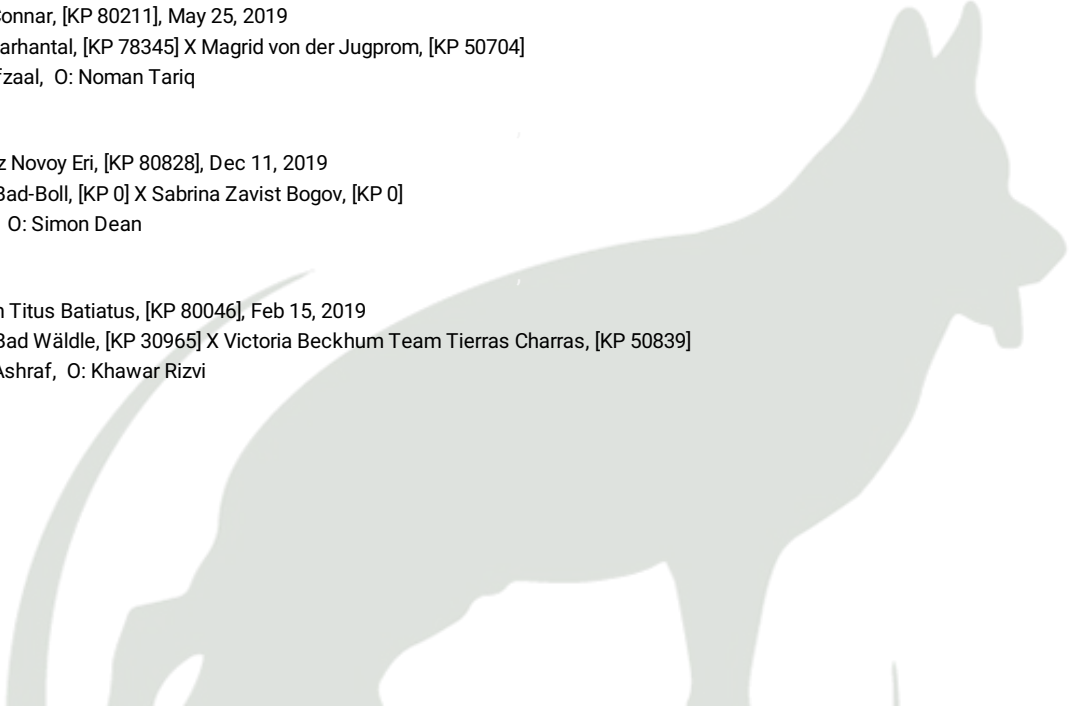 Connar, [KP 80211], May 25, 2019
arhantal, [KP 78345] X Magrid von der Jugprom, [KP 50704]
fzaal, O: Noman Tariq
z Novoy Eri, [KP 80828], Dec 11, 2019
Bad-Boll, [KP 0] X Sabrina Zavist Bogov, [KP 0]
O: Simon Dean
n Titus Batiatus, [KP 80046], Feb 15, 2019
Bad Wäldle, [KP 30965] X Victoria Beckhum Team Tierras Charras, [KP 50839]
Ashraf, O: Khawar Rizvi